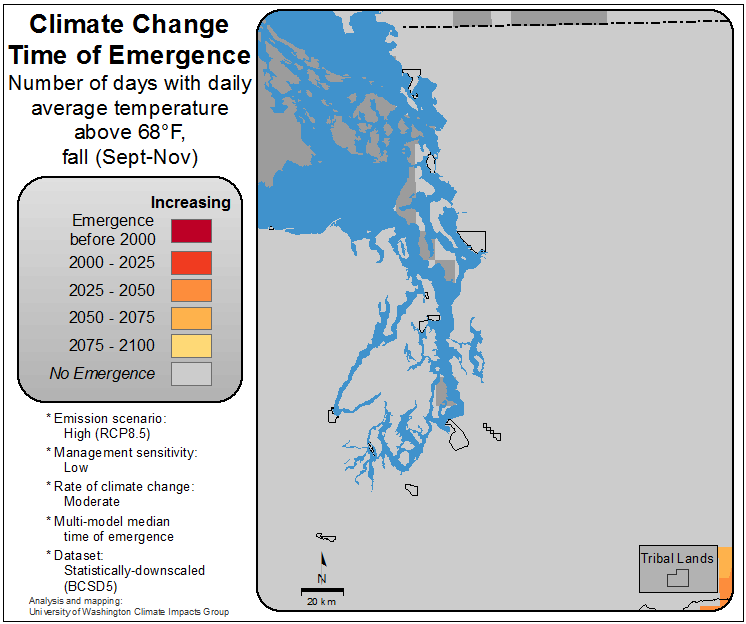 Climate Change
Time of Emergence
Number of days with daily
average temperature
above 68°F,
fall (Sept-Nov)
Increasing
Emergence
before 2000
2000 - 2025
2025 - 2050
2050 - 2075
2075 - 2100
No Emergence
* Emission scenario:
High (RCP8.5)
* Management sensitivity:
Low
* Rate of climate change:
Moderate
* Multi-model median
time of emergence
* Dataset:
Statistically-downscaled
(BCSD5)
Analysis and mapping:
University of Washington Climate Impacts Group
N
20 km
Tribal Lands